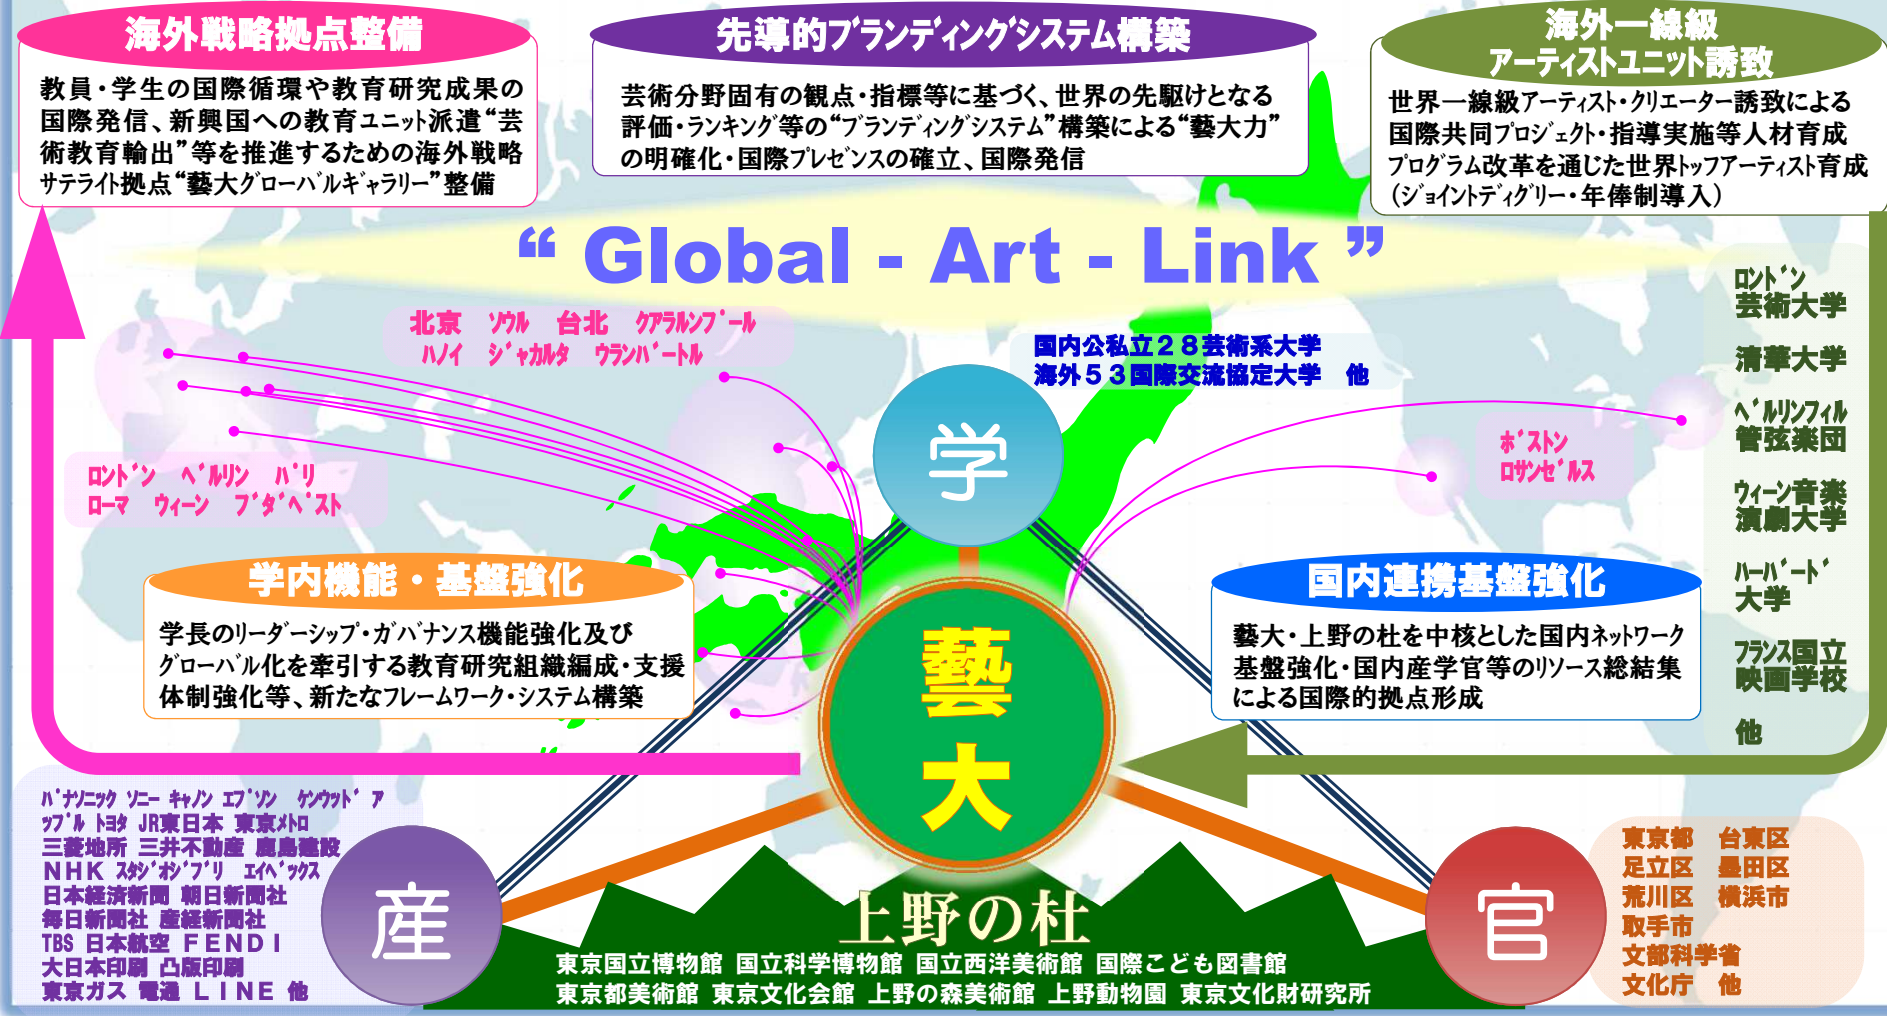 海外戦略拠点整備
教員・学生の国際循環や教育研究成果の
国際発信、新興国への教育ユニット派遣“芸
術教育輸出”等を推進するための海外戦略
サテライト拠点“藝大グローバルギャラリー”整備
先導的ブランディングシステム構築
芸術分野固有の観点・指標等に基づく、世界の先駆けとなる
評価・ランキング等の“ブランディングシステム”構築による“藝大力”
の明確化・国際プレゼンスの確立、国際発信
海外一線級
アーティストユニット誘致
世界一線級アーティスト・クリエーター誘致による
国際共同プロジェクト・指導実施等人材育成
プログラム改革を通じた世界トップアーティスト育成
(ジョイントディグリー・年俸制導入)
“ Global - Art - Link ”
北京 ソウル 台北 クアラルンプール
ハノイ ジャカルタ ウランバートル
国内公私立28芸術系大学
海外53国際交流協定大学 他
ロンドン ベルリン パリ
ローマ ウィーン ブダペスト
ボストン
ロサンゼルス
ロンドン
芸術大学
清華大学
ベルリンフィル
管弦楽団
ウィーン音楽
演劇大学
ハーバード
大学
フランス国立
映画学校
他
学
学内機能・基盤強化
学長のリーダーシップ・ガバナンス機能強化及び
グローバル化を牽引する教育研究組織編成・支援
体制強化等、新たなフレームワーク・システム構築
国内連携基盤強化
藝大・上野の杜を中核とした国内ネットワーク
基盤強化・国内産学官等のリソース総結集
による国際的拠点形成
藝
大
パナソニック ソニー キャノン エプソン ケンウッド ア
ップル トヨタ JR東日本 東京メトロ
三菱地所 三井不動産 鹿島建設
NHK スタジオジブリ エイベックス
日本経済新聞 朝日新聞社
毎日新聞社 産経新聞社
TBS 日本航空 FENDI
大日本印刷 凸版印刷
東京ガス 電通 LINE 他
産
上野の杜
東京国立博物館 国立科学博物館 国立西洋美術館 国際こども図書館
東京都美術館 東京文化会館 上野の森美術館 上野動物園 東京文化財研究所
官
東京都 台東区
足立区 墨田区
荒川区 横浜市
取手市
文部科学省
文化庁 他